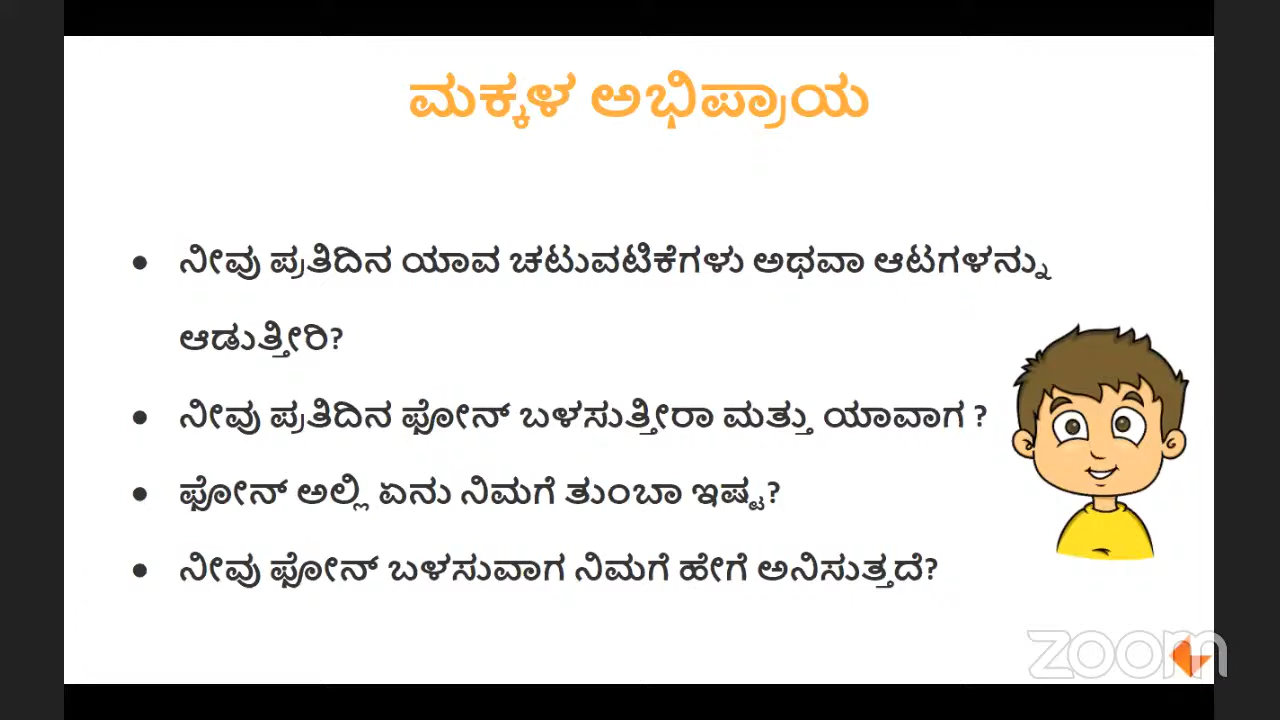 ಮಕ್ಕಳ ಅಭಿಪ್ರಾಯ
● ನೀವು ಪ್ರತಿದಿನ ಯಾವ ಚಟುವಟಿಕೆಗಳು ಅಥವಾ ಆಟಗಳನ್ನು
ಆಡುತ್ತೀರಿ?
● ನೀವು ಪ್ರತಿದಿನ ಫೋನ್ ಬಳಸುತ್ತೀರಾ ಮತ್ತು ಯಾವಾಗ ?
● ಫೋನ್ ಅಲ್ಲಿ ಏನು ನಿಮಗೆ ತುಂಬಾ ಇಷ್ಟ?
● ನೀವು ಫೋನ್ ಬಳಸುವಾಗ ನಿಮಗೆ ಹೇಗೆ ಅನಿಸುತ್ತದೆ?
zoom